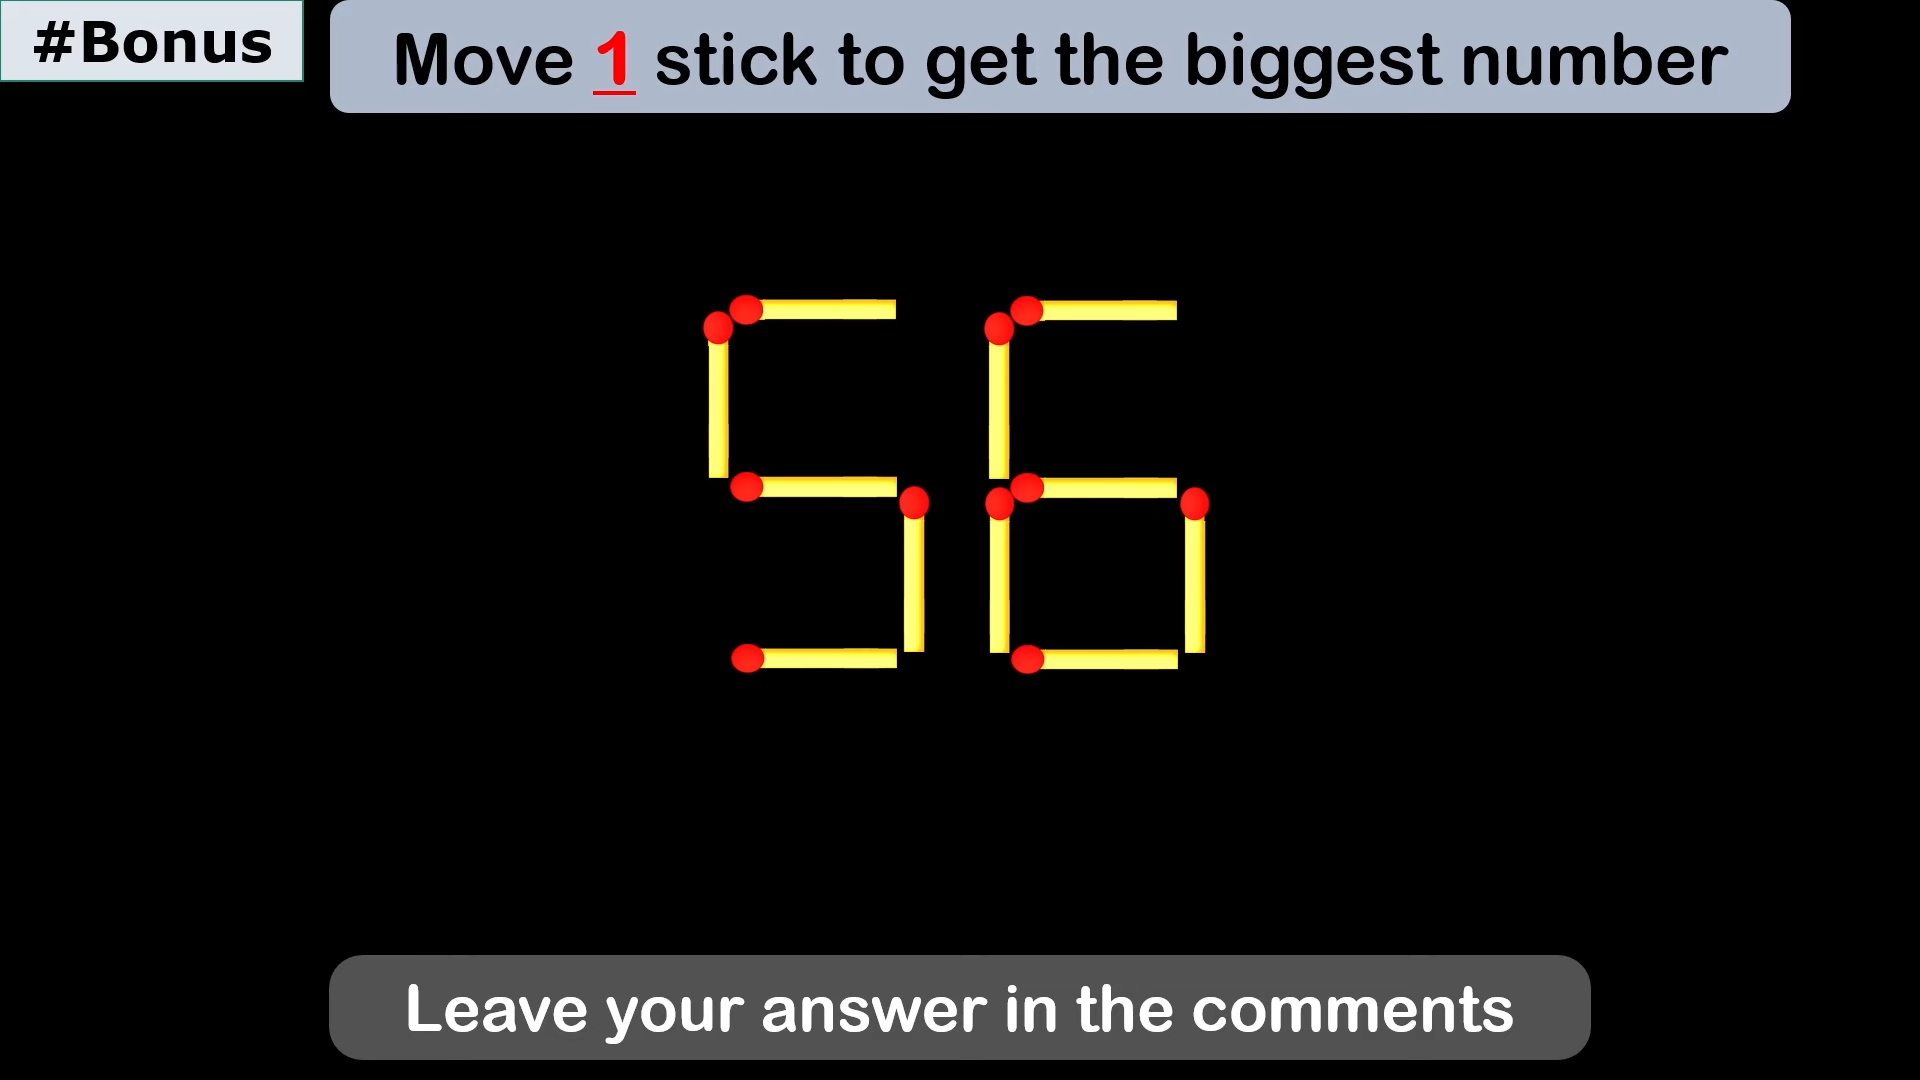 #Bonus
Move 1 stick to get the biggest number
56
Leave your answer in the comments